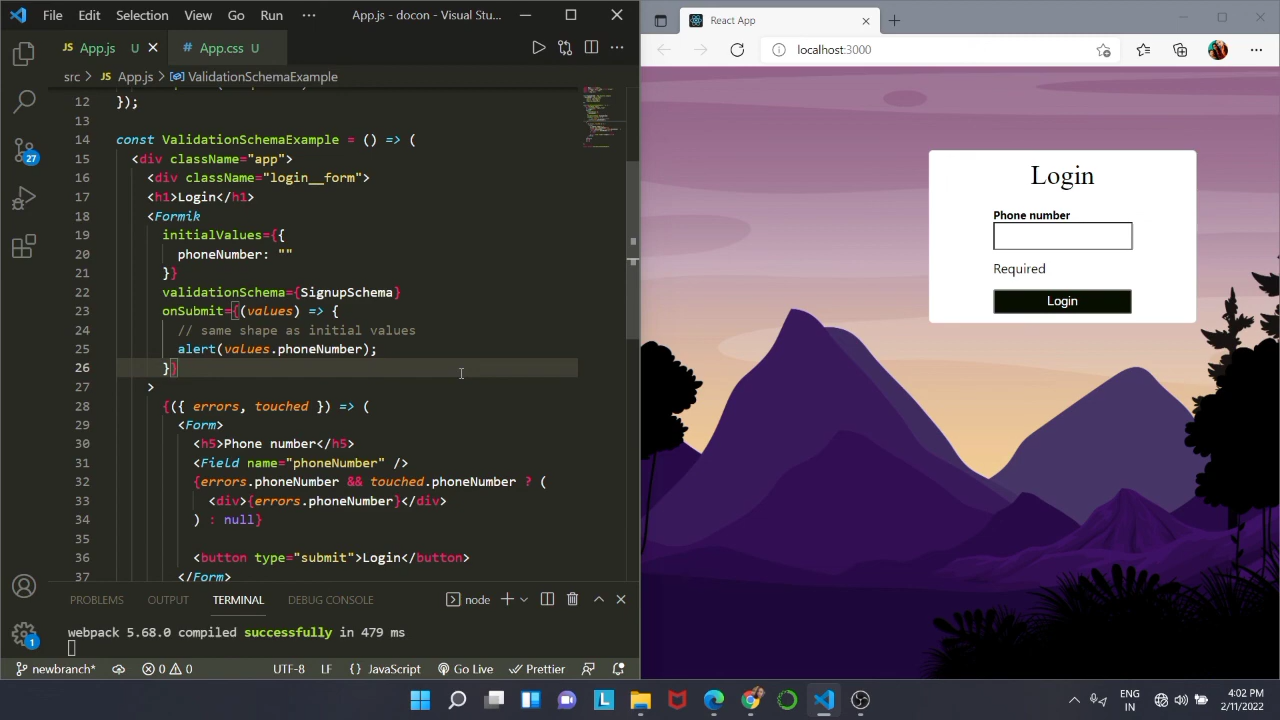 File Edit Selection View Go Run ··· App.js - docon - Visual Stu...
App.js U # App.css U
src > App.js > ValidationSchemaExample
12 });
13
14 const ValidationSchemaExample = () => (
15 <div className="app">
16 <div className="login__form">
17 <h1>Login</h1>
18 <Formik
19 initialValues={{
20 phoneNumber: ""
21 }}
22 validationSchema={SignupSchema}
23 onSubmit={(values) => {
24 // same shape as initial values
25 alert(values.phoneNumber);
26 }}
27 >
28 {({ errors, touched }) => (
29 <Form>
30 <h5>Phone number</h5>
31 <Field name="phoneNumber" />
32 {errors.phoneNumber && touched.phoneNumber ? (
33 <div>{errors.phoneNumber}</div>
34 ) : null}
35
36 <button type="submit">Login</button>
37 </Form>
PROBLEMS OUTPUT TERMINAL DEBUG CONSOLE node
webpack 5.68.0 compiled successfully in 479 ms
newbranch* 0 0 UTF-8 LF {} JavaScript Go Live Prettier
27
1
React App
localhost:3000
Login
Phone number
Required
Login
L
ENG
IN
4:02 PM
2/11/2022